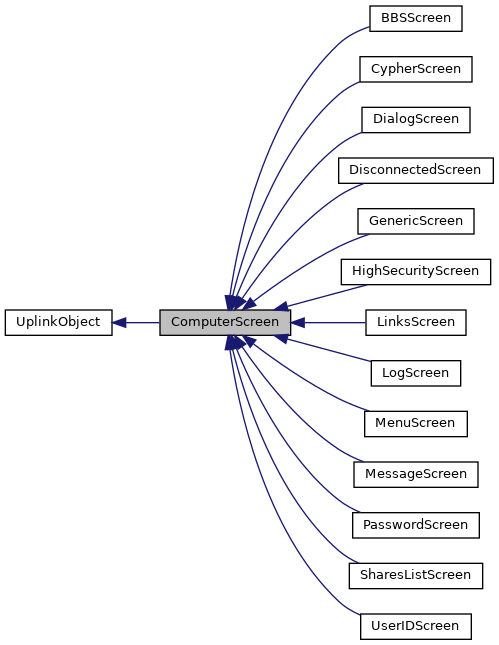 BBSScreen
CypherScreen
DialogScreen
DisconnectedScreen
GenericScreen
HighSecurityScreen
UplinkObject
ComputerScreen
LinksScreen
LogScreen
MenuScreen
MessageScreen
PasswordScreen
SharesListScreen
UserIDScreen